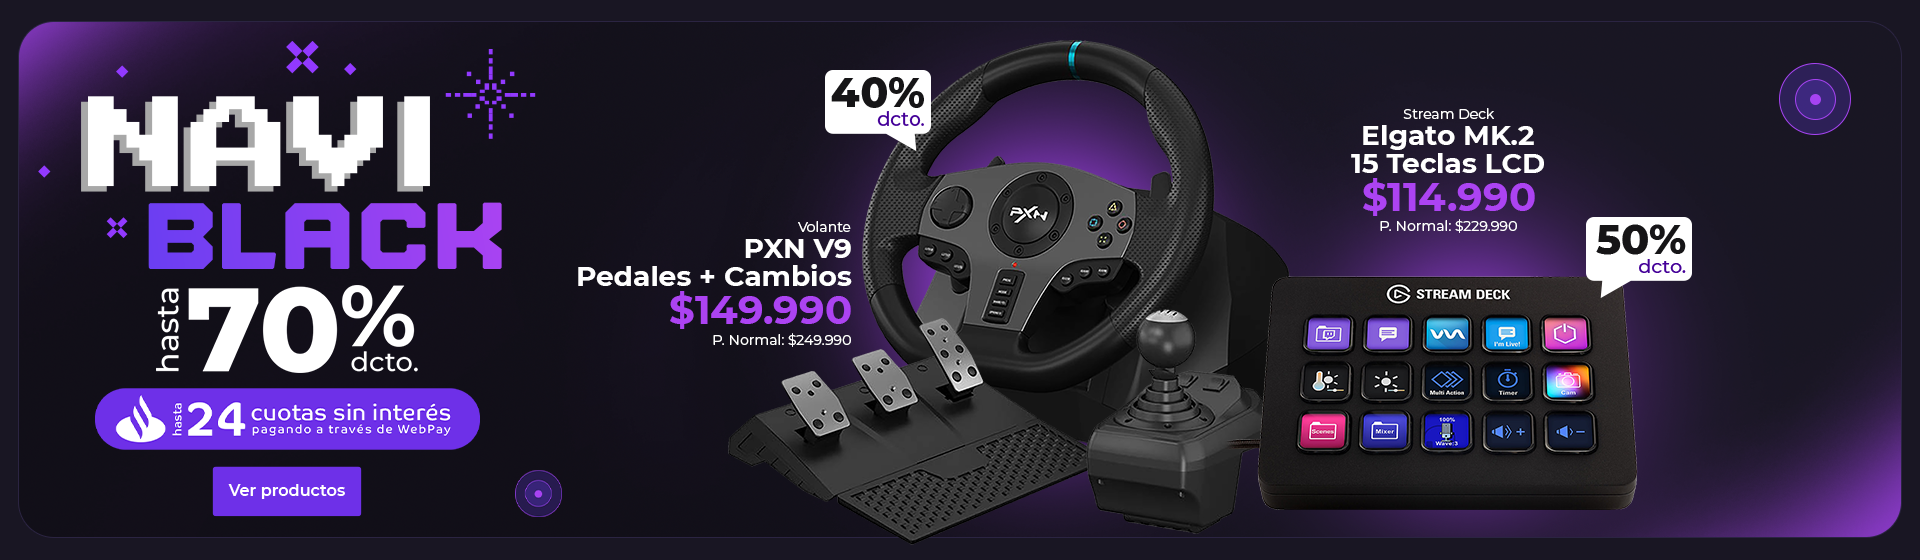 NAVI
BLACK
hasta 70% dcto.
hasta 24 cuotas sin interés
pagando a través de WebPay
Ver productos
40%
dcto.
Volante
PXN V9
Pedales + Cambios
$149.990
P. Normal: $249.990
PXN
Stream Deck
Elgato MK.2
15 Teclas LCD
$114.990
P. Normal: $229.990
50%
dcto.
STREAM DECK
I'm Live!
Multi Action
Timer
Cam
Scenes
Mixer
100%
Wave:3